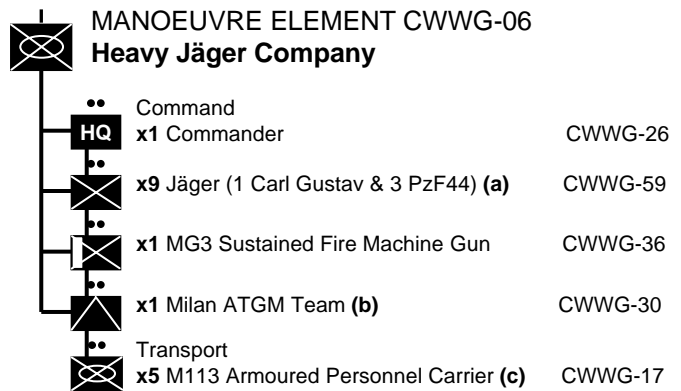 MANOEUVRE ELEMENT CWWG-06
Heavy Jäger Company
Command
HQ x1 Commander CWWG-26
x9 Jäger (1 Carl Gustav & 3 PzF44) (a) CWWG-59
x1 MG3 Sustained Fire Machine Gun CWWG-36
x1 Milan ATGM Team (b) CWWG-30
Transport
x5 M113 Armoured Personnel Carrier (c) CWWG-17